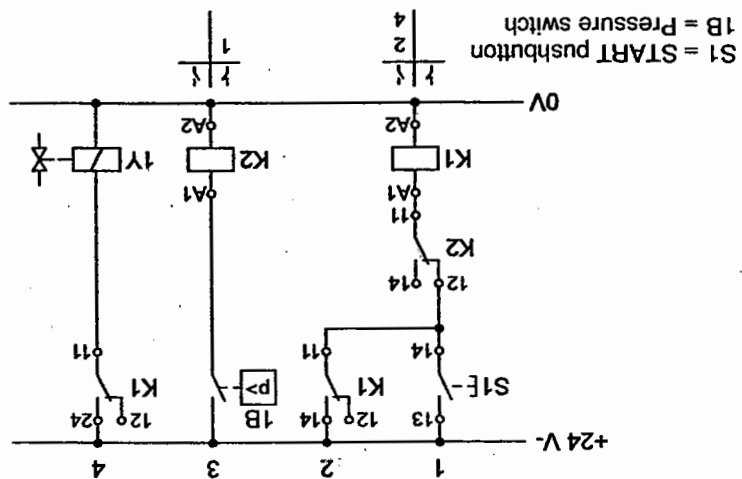 1 2 3 4
+24 V-
13 12 14 1B 12 24
S1 K1 p> K1
14 11 11
12 14
K2
11
A1 A1
K1 K2 1Y
A2 A2
0V
2 1
4
S1 = START pushbutton
1B = Pressure switch